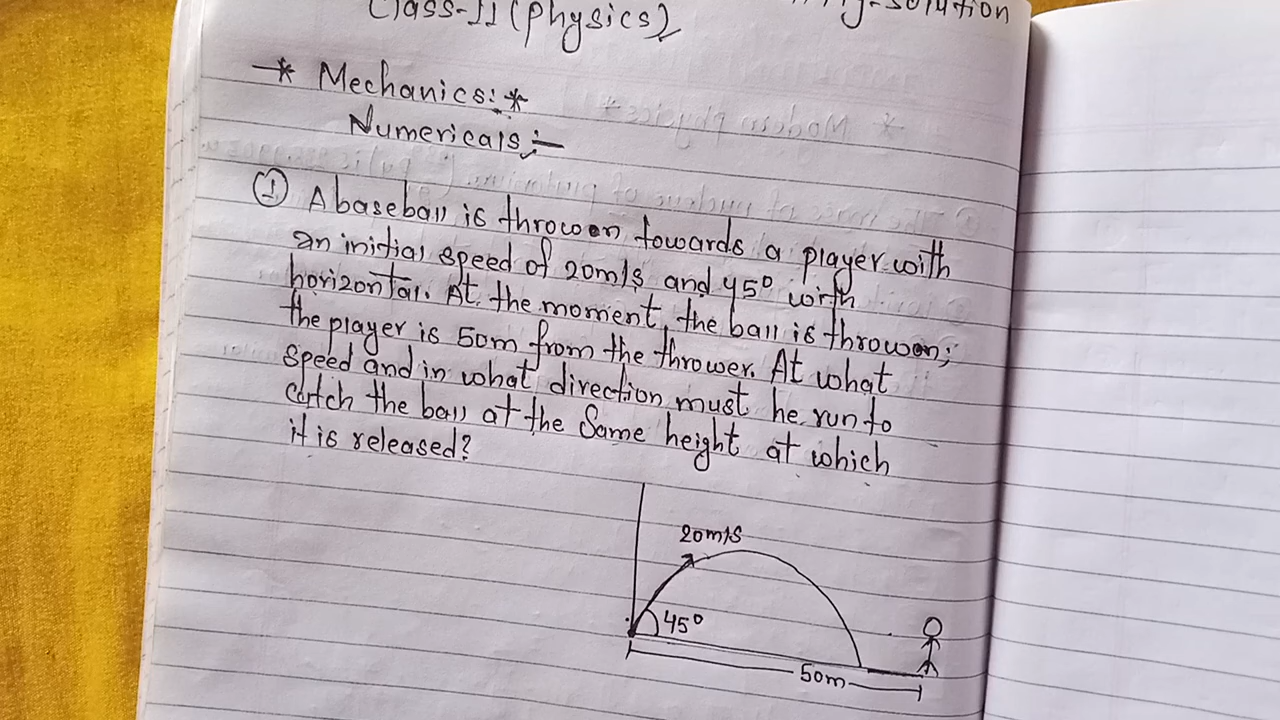 Class-11 (physics)
solution
* Mechanics: *
Numericals:-
① A baseball is throwon towards a player with
an initial speed of 20m/s and 45° with
horizontal. At the moment, the ball is throwon;
the player is 50m from the thrower. At what
speed and in what direction must he run to
catch the ball at the same height at which
it is released?
20m/s
45°
50m